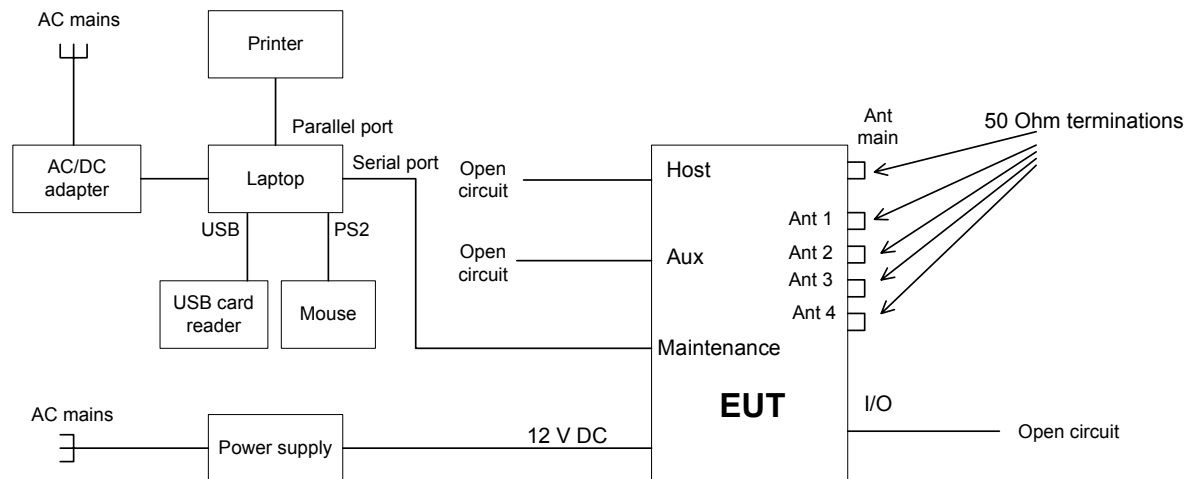 AC mains
Printer
Parallel port
AC/DC
adapter
Laptop
Serial port
USB
PS2
USB card
reader
Mouse
Open
circuit
Host
Open
circuit
Aux
Maintenance
EUT
Ant
main
50 Ohm terminations
Ant 1
Ant 2
Ant 3
Ant 4
I/O
Open circuit
AC mains
Power supply
12 V DC